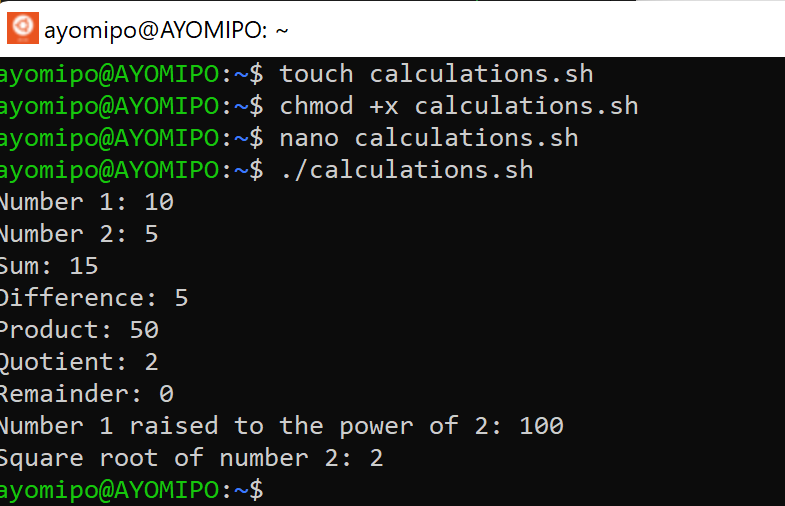 ayomipo@AYOMIPO: ~
ayomipo@AYOMIPO:~$ touch calculations.sh
ayomipo@AYOMIPO:~$ chmod +x calculations.sh
ayomipo@AYOMIPO:~$ nano calculations.sh
ayomipo@AYOMIPO:~$ ./calculations.sh
Number 1: 10
Number 2: 5
Sum: 15
Difference: 5
Product: 50
Quotient: 2
Remainder: 0
Number 1 raised to the power of 2: 100
Square root of number 2: 2
ayomipo@AYOMIPO:~$